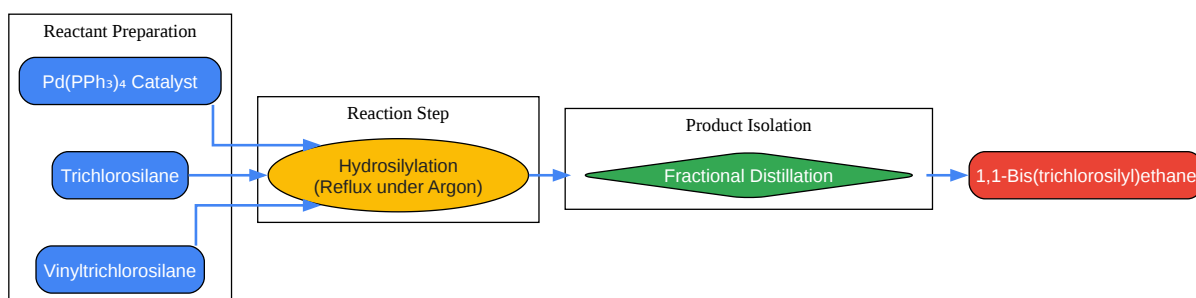 Reactant Preparation
Pd(PPh₃)₄ Catalyst
Trichlorosilane
Vinyltrichlorosilane
Reaction Step
Hydrosilylation
(Reflux under Argon)
Product Isolation
Fractional Distillation
1,1-Bis(trichlorosilyl)ethane